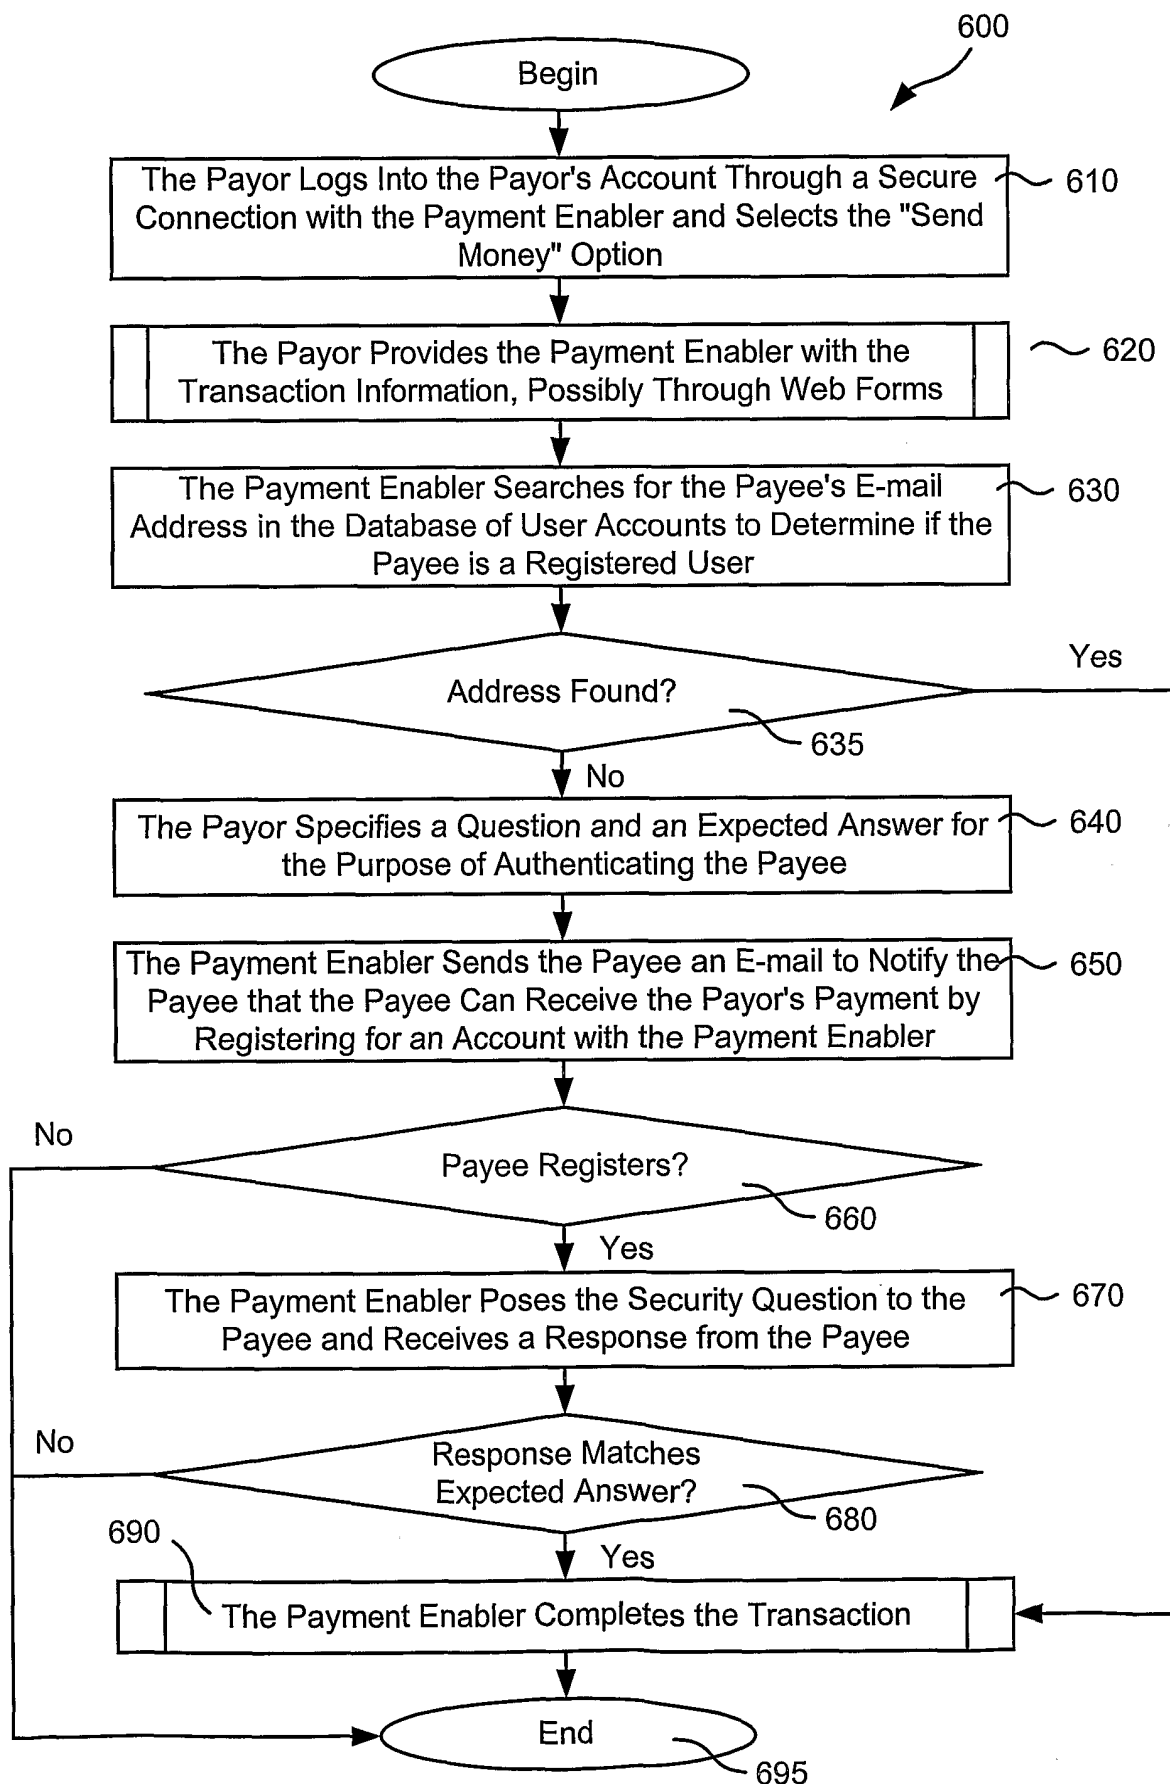 600
Begin
The Payor Logs Into the Payor's Account Through a Secure
Connection with the Payment Enabler and Selects the "Send
Money" Option
610
The Payor Provides the Payment Enabler with the
Transaction Information, Possibly Through Web Forms
620
The Payment Enabler Searches for the Payee's E-mail
Address in the Database of User Accounts to Determine if the
Payee is a Registered User
630
Address Found?
Yes
635
No
The Payor Specifies a Question and an Expected Answer for
the Purpose of Authenticating the Payee
640
The Payment Enabler Sends the Payee an E-mail to Notify the
Payee that the Payee Can Receive the Payor's Payment by
Registering for an Account with the Payment Enabler
650
No
Payee Registers?
660
Yes
The Payment Enabler Poses the Security Question to the
Payee and Receives a Response from the Payee
670
No
Response Matches
Expected Answer?
680
690
Yes
The Payment Enabler Completes the Transaction
End
695